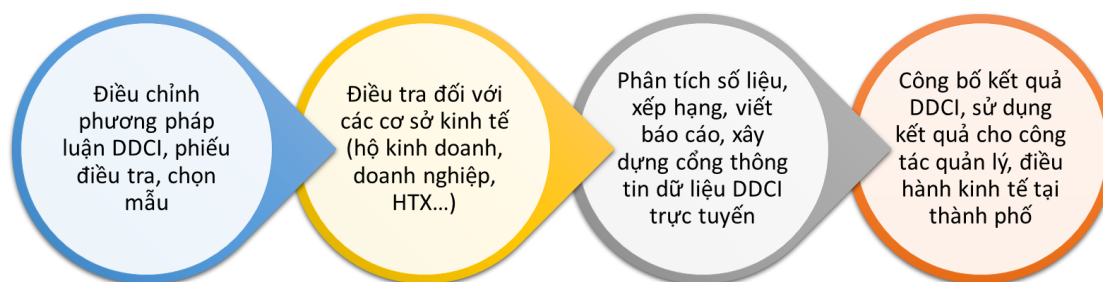 Điều chỉnh
phương pháp
luận DDCI, phiếu
điều tra, chọn
mẫu
Điều tra đối với
các cơ sở kinh tế
(hộ kinh doanh,
doanh nghiệp,
HTX...)
Phân tích số liệu,
xếp hạng, viết
báo cáo, xây
dựng cổng thông
tin dữ liệu DDCI
trực tuyến
Công bố kết quả
DDCI, sử dụng
kết quả cho công
tác quản lý, điều
hành kinh tế tại
thành phố